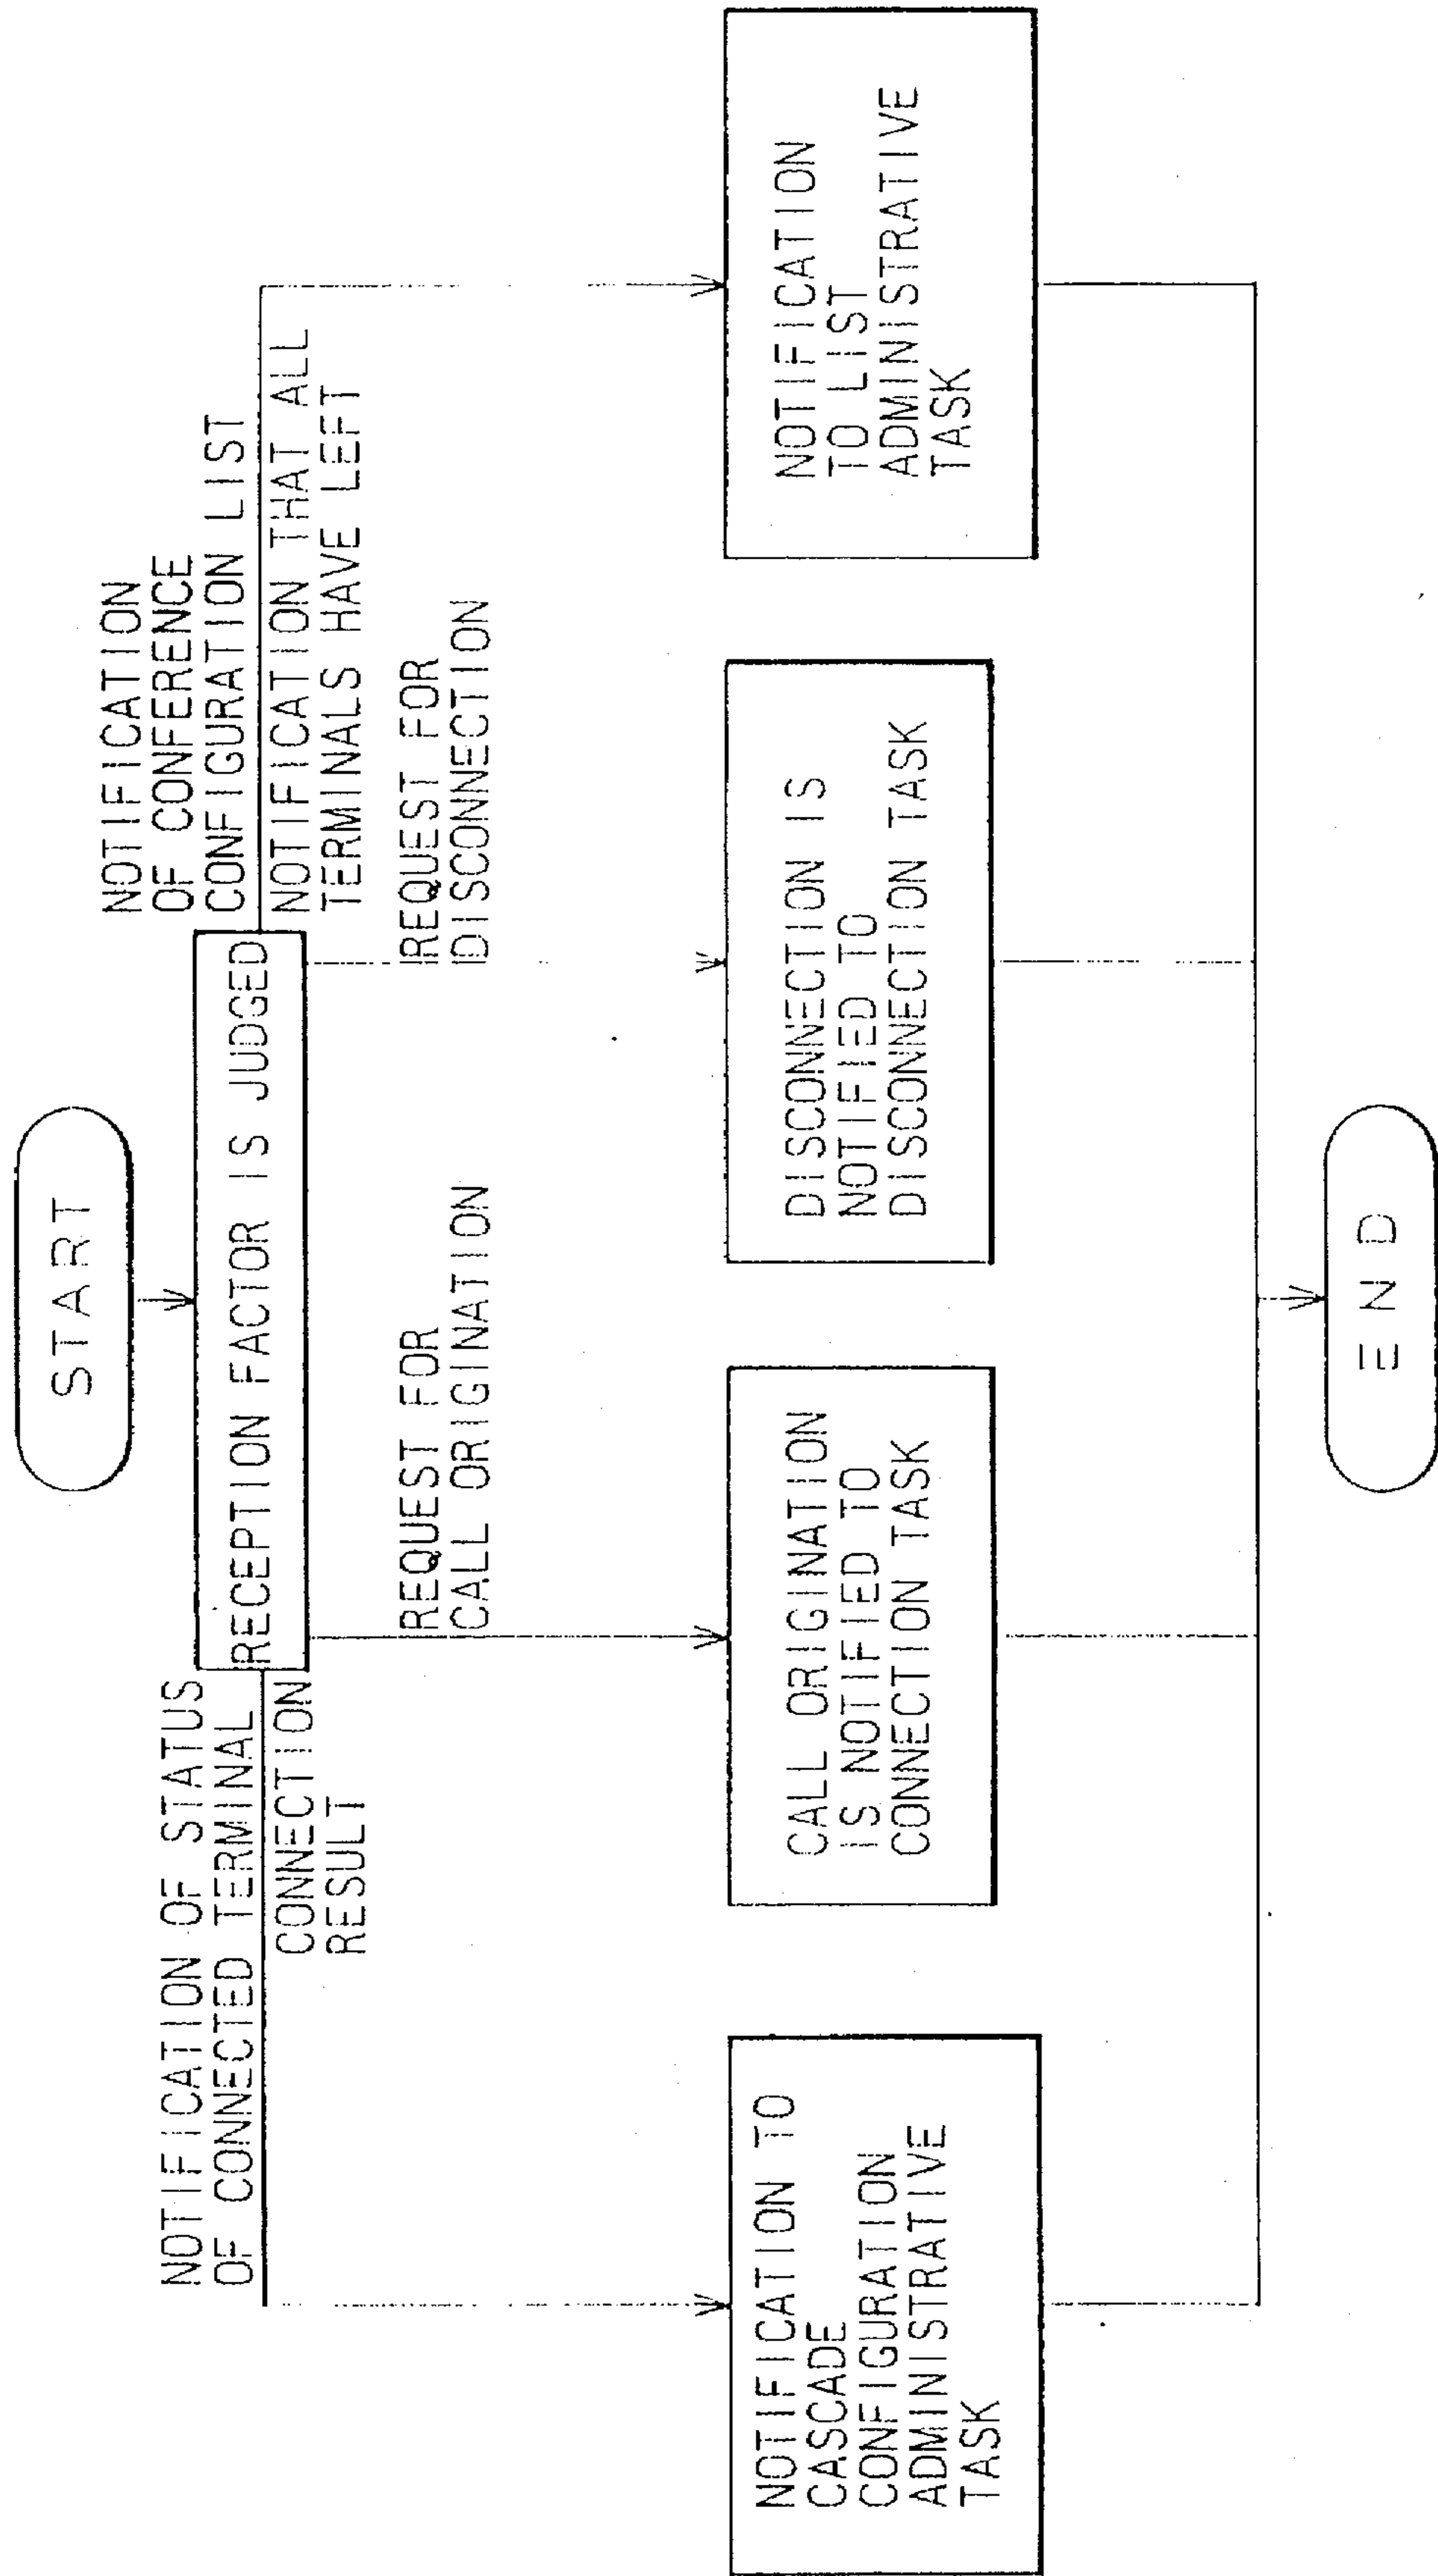 START
RECEPTION FACTOR IS JUDGED
NOTIFICATION OF STATUS
OF CONNECTED TERMINAL
CONNECTION
RESULT
REQUEST FOR
CALL ORIGINATION
REQUEST FOR
DISCONNECTION
NOTIFICATION
OF CONFERENCE
CONFIGURATION LIST
NOTIFICATION THAT ALL
TERMINALS HAVE LEFT
NOTIFICATION TO
CASCADE
CONFIGURATION
ADMINISTRATIVE
TASK
CALL ORIGINATION
IS NOTIFIED TO
CONNECTION TASK
DISCONNECTION IS
NOTIFIED TO
DISCONNECTION TASK
NOTIFICATION
TO LIST
ADMINISTRATIVE
TASK
END